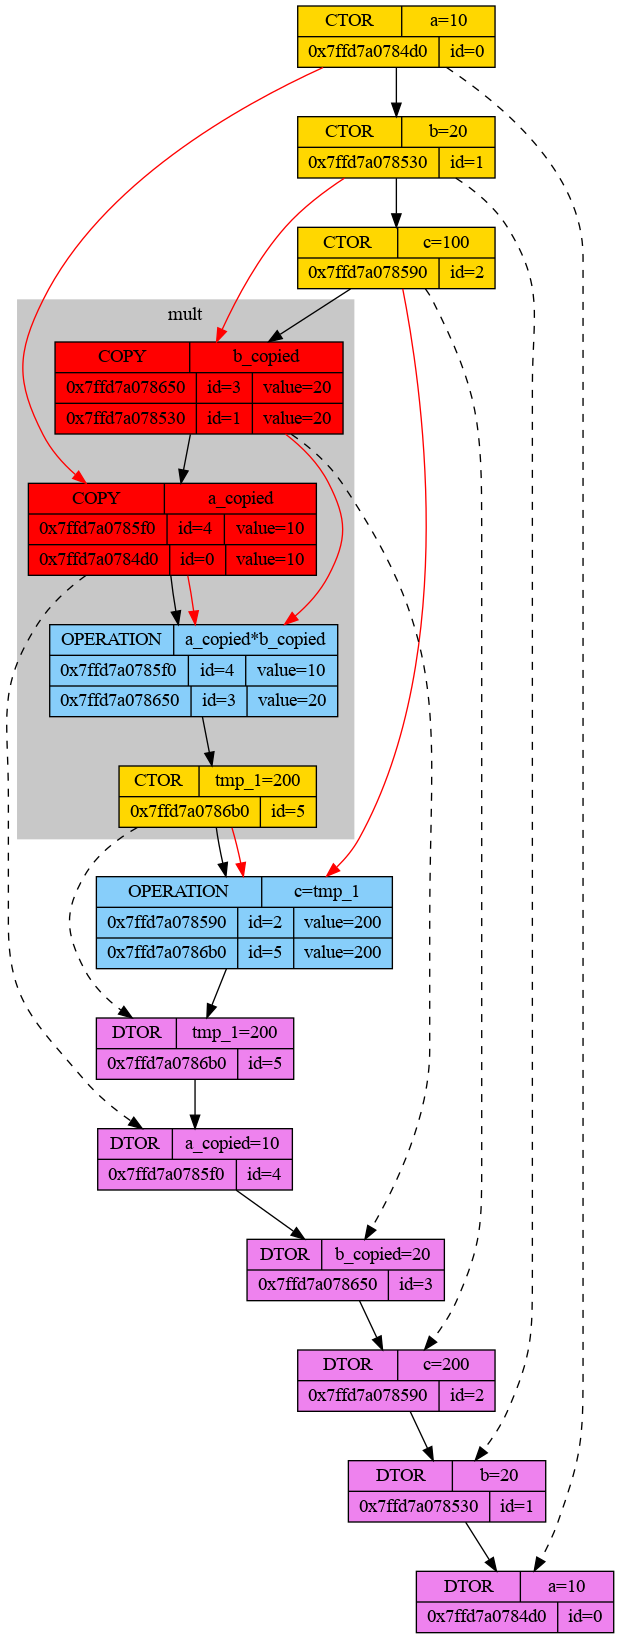 CTOR a=10
0x7ffd7a0784d0 id=0
CTOR b=20
0x7ffd7a078530 id=1
CTOR c=100
0x7ffd7a078590 id=2
mult
COPY b_copied
0x7ffd7a078650 id=3 value=20
0x7ffd7a078530 id=1 value=20
COPY a_copied
0x7ffd7a0785f0 id=4 value=10
0x7ffd7a0784d0 id=0 value=10
OPERATION a_copied*b_copied
0x7ffd7a0785f0 id=4 value=10
0x7ffd7a078650 id=3 value=20
CTOR tmp_1=200
0x7ffd7a0786b0 id=5
OPERATION c=tmp_1
0x7ffd7a078590 id=2 value=200
0x7ffd7a0786b0 id=5 value=200
DTOR tmp_1=200
0x7ffd7a0786b0 id=5
DTOR a_copied=10
0x7ffd7a0785f0 id=4
DTOR b_copied=20
0x7ffd7a078650 id=3
DTOR c=200
0x7ffd7a078590 id=2
DTOR b=20
0x7ffd7a078530 id=1
DTOR a=10
0x7ffd7a0784d0 id=0